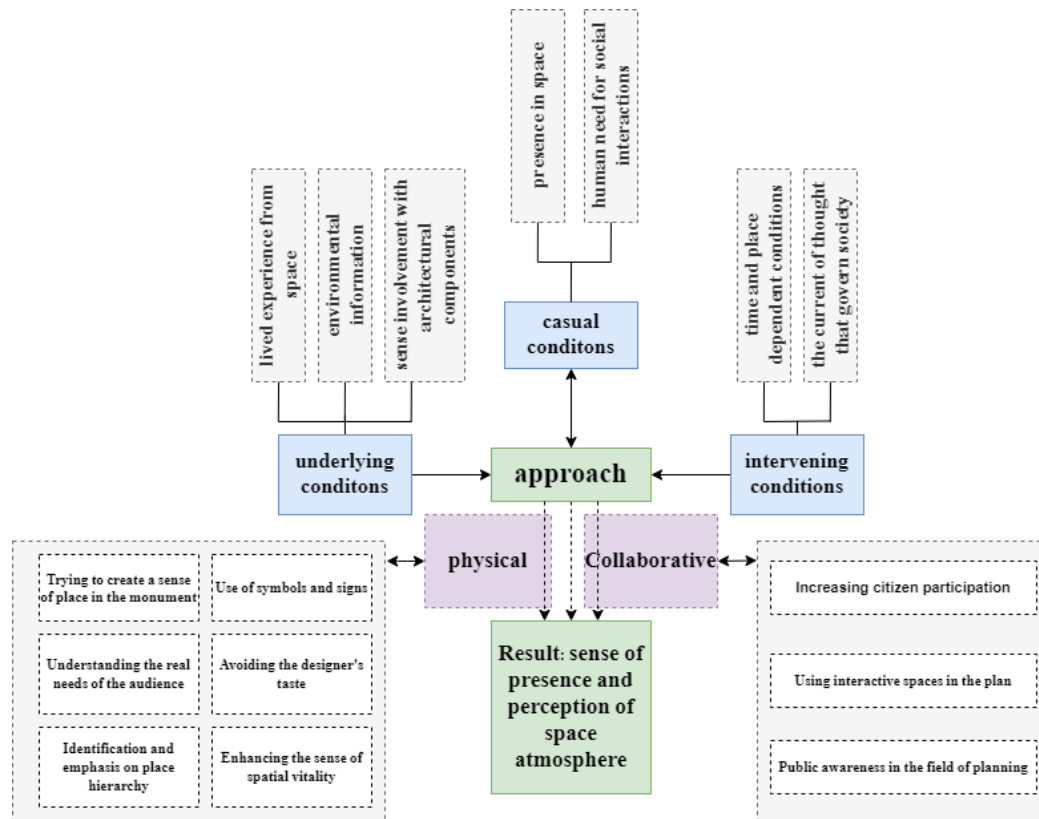 presence in space
human need for social
interactions
lived experience from
space
environmental
information
sense involvement with
architectural
components
time and place
dependent conditions
the current of thought
that govern society
casual
conditons
underlying
conditons
approach
intervening
conditions
physical
Collaborative
Trying to create a sense
of place in the monument
Use of symbols and signs
Understanding the real
needs of the audience
Avoiding the designer's
taste
Identification and
emphasis on place
hierarchy
Enhancing the sense of
spatial vitality
Result: sense of
presence and
perception of
space
atmosphere
Increasing citizen participation
Using interactive spaces in the plan
Public awareness in the field of planning